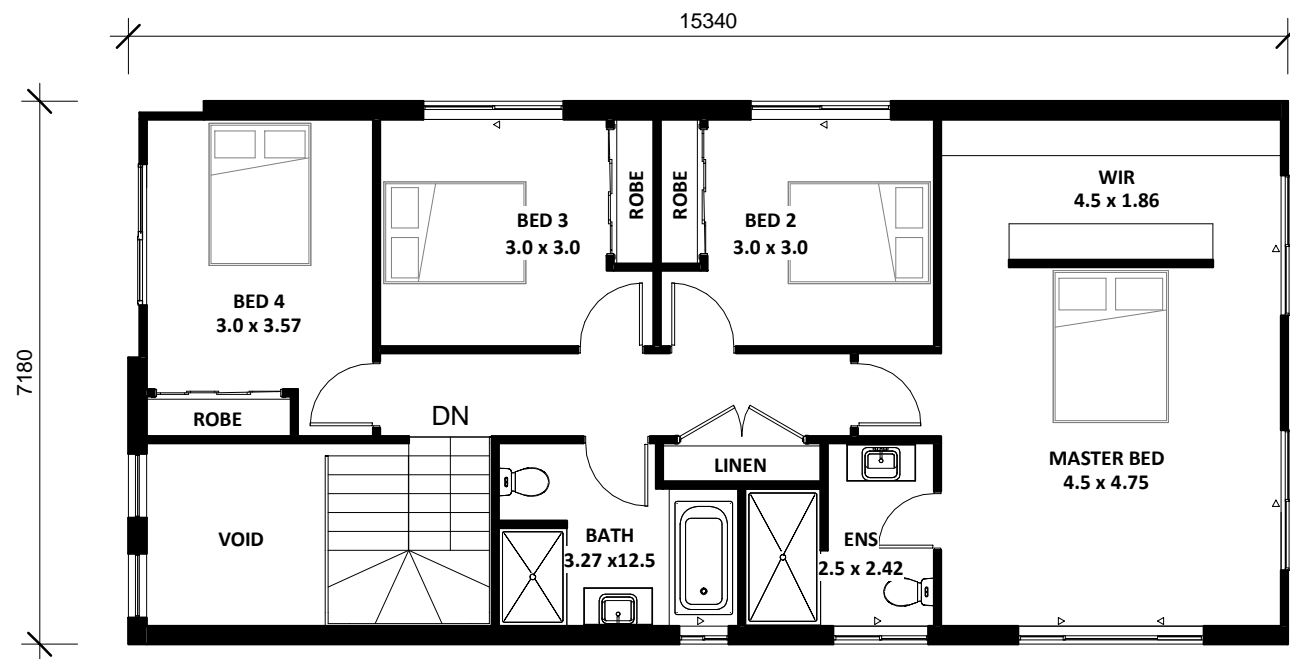 15340
7180
WIR
4.5 x 1.86
ROBE
ROBE
BED 3
3.0 x 3.0
BED 2
3.0 x 3.0
BED 4
3.0 x 3.57
ROBE
DN
LINEN
MASTER BED
4.5 x 4.75
VOID
BATH
3.27 x12.5
ENS
2.5 x 2.42